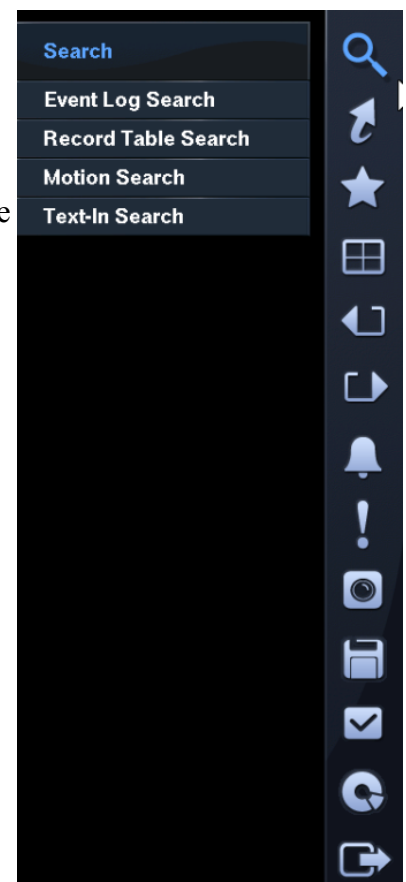 Search
Event Log Search
Record Table Search
Motion Search
e
Text-In Search